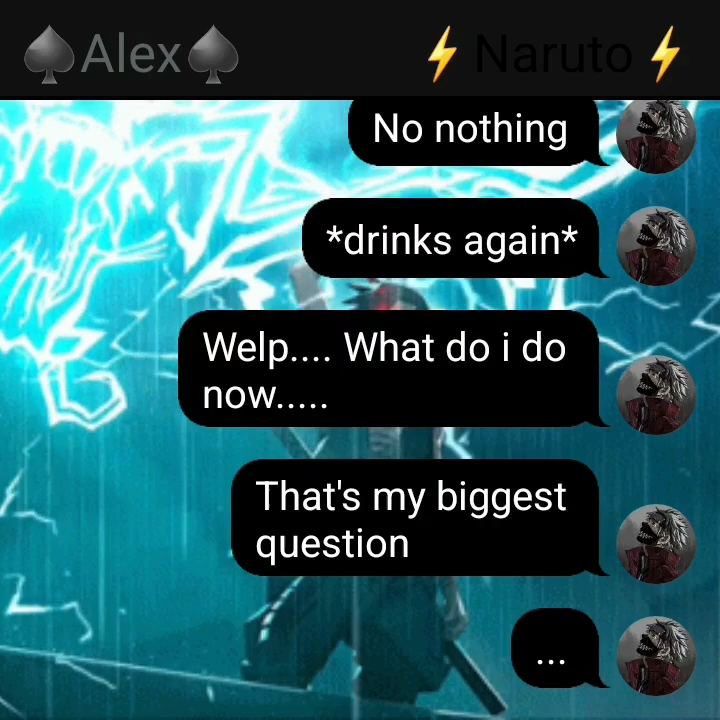 ♠Alex♠ ⚡ Naruto ⚡
No nothing
*drinks again*
Welp.... What do i do
now.....
That's my biggest
question
...